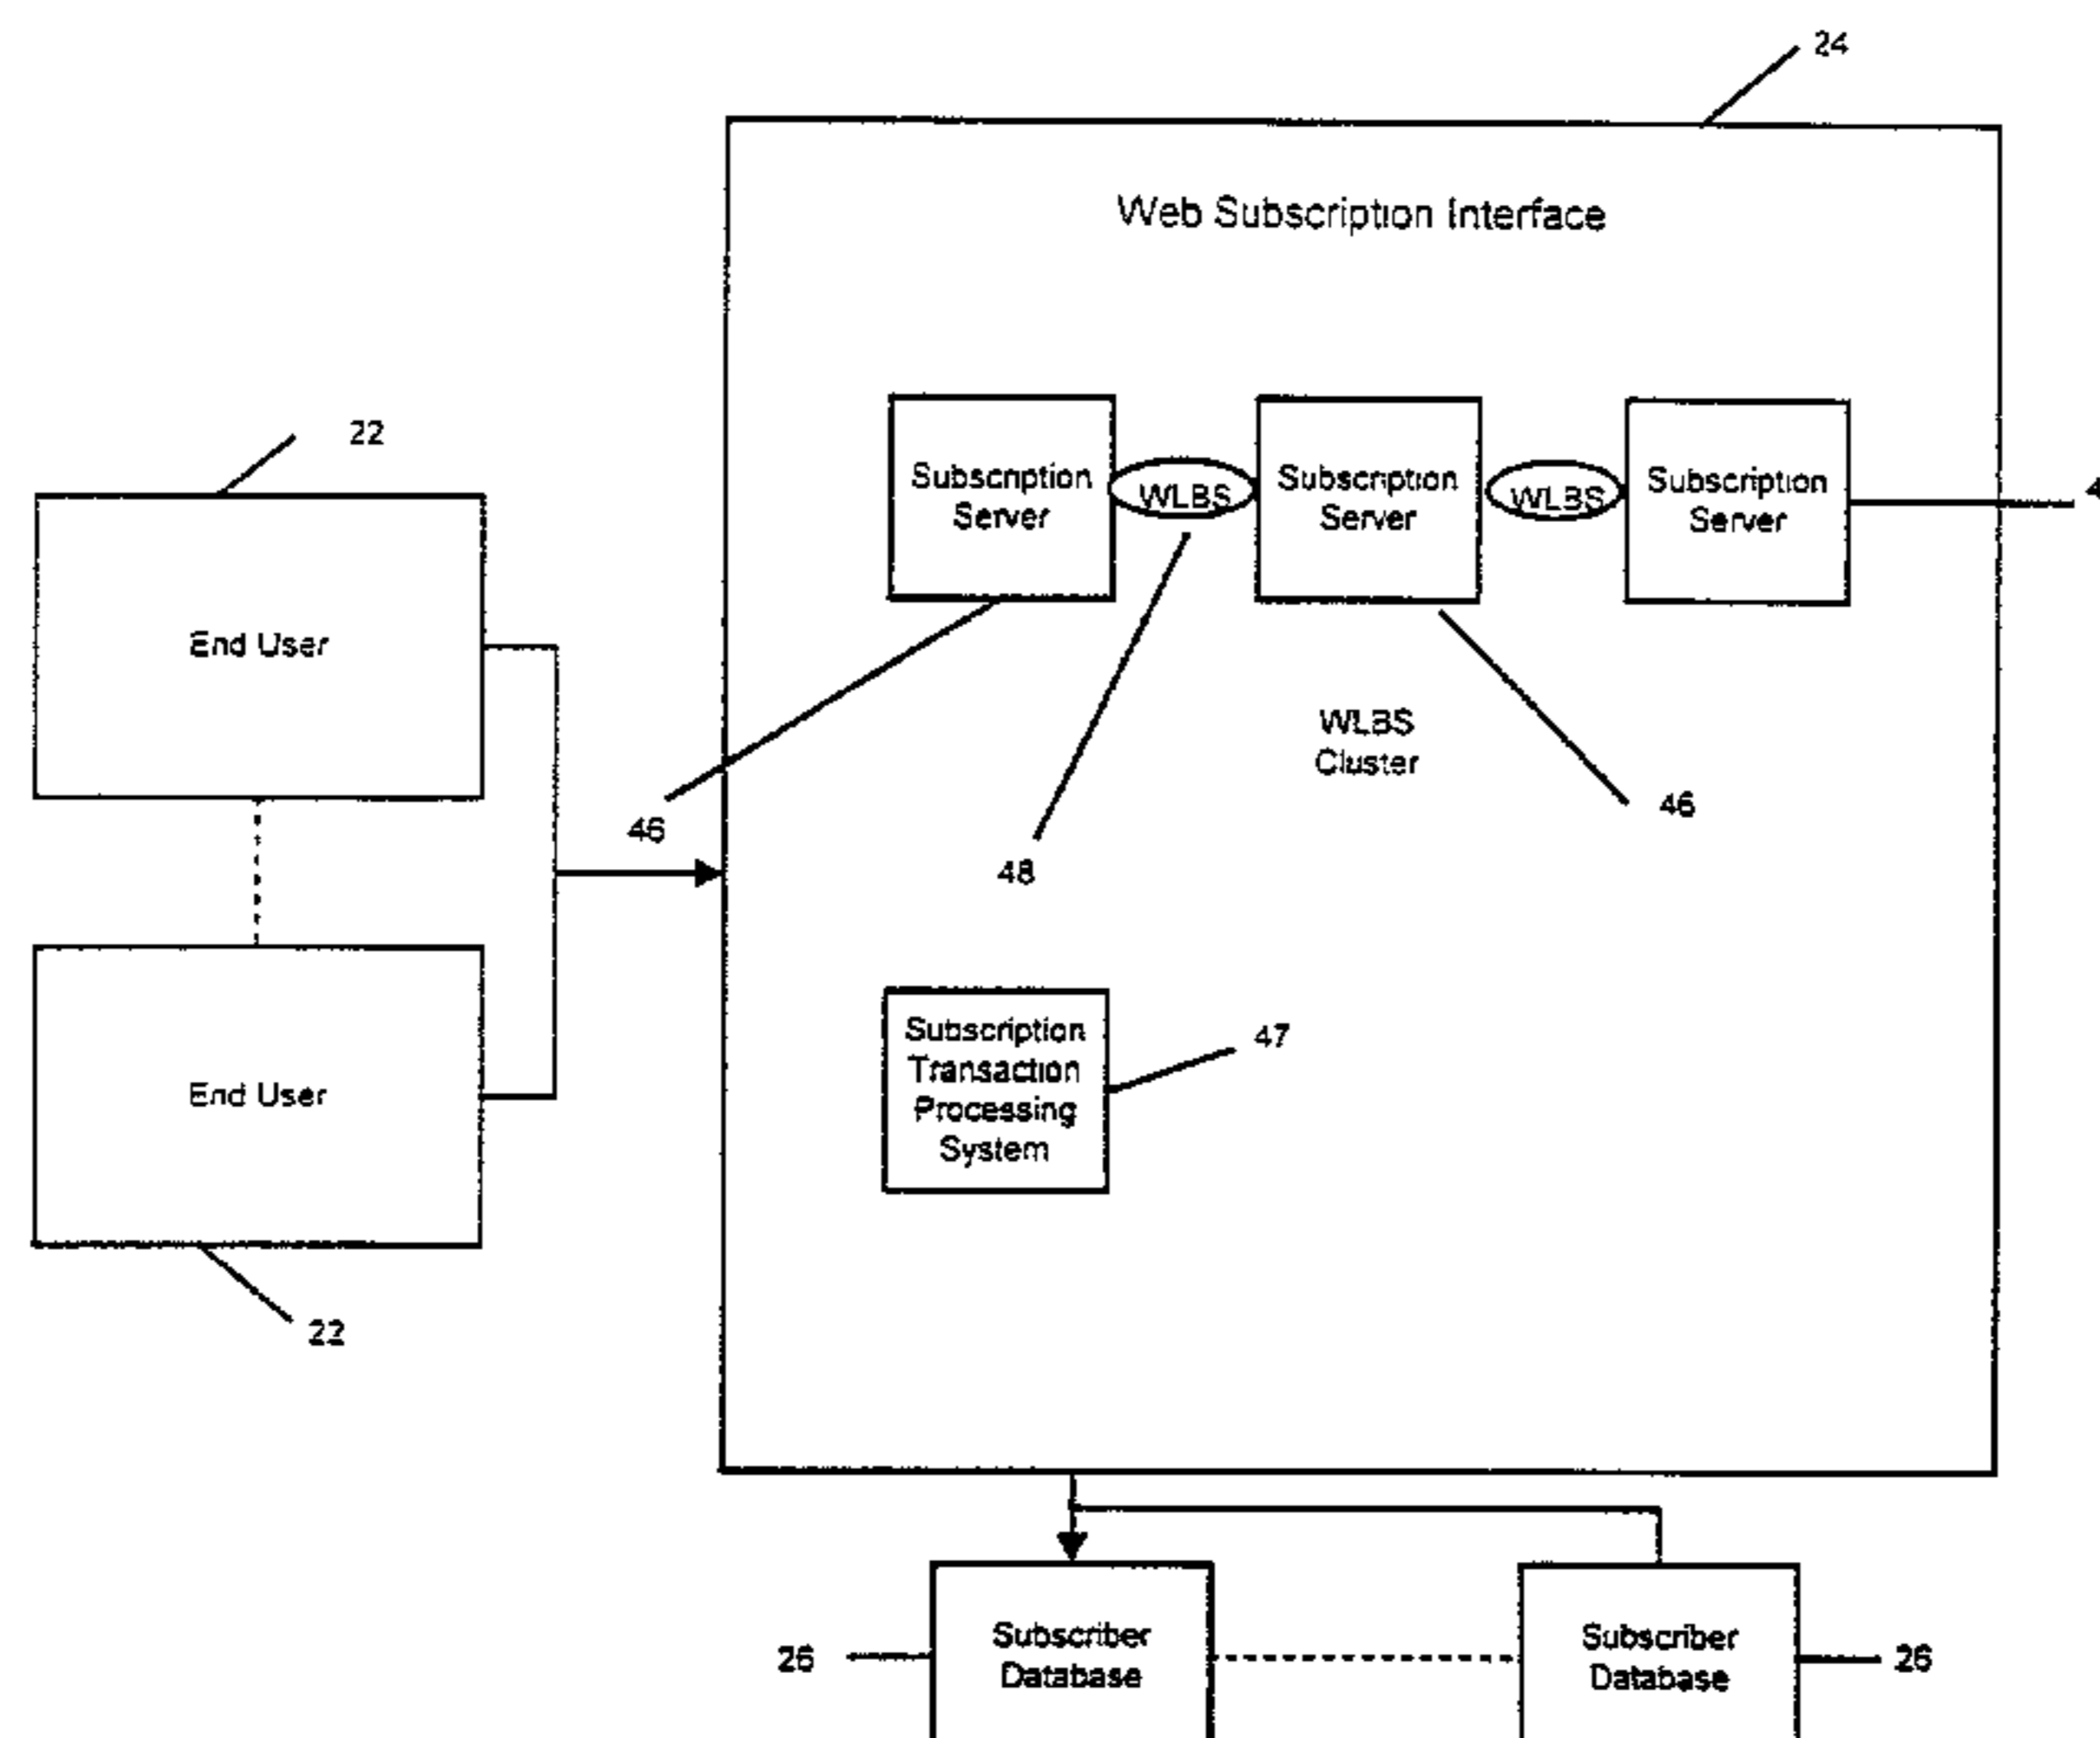 24
Web Subscription Interface
22
Subscription
Server
WLBS
Subscription
Server
WLBS
Subscription
Server
End User
WLBS
Cluster
46
48
46
Subscription
Transaction
Processing
System
47
End User
22
26
Subscriber
Database
Subscriber
Database
26